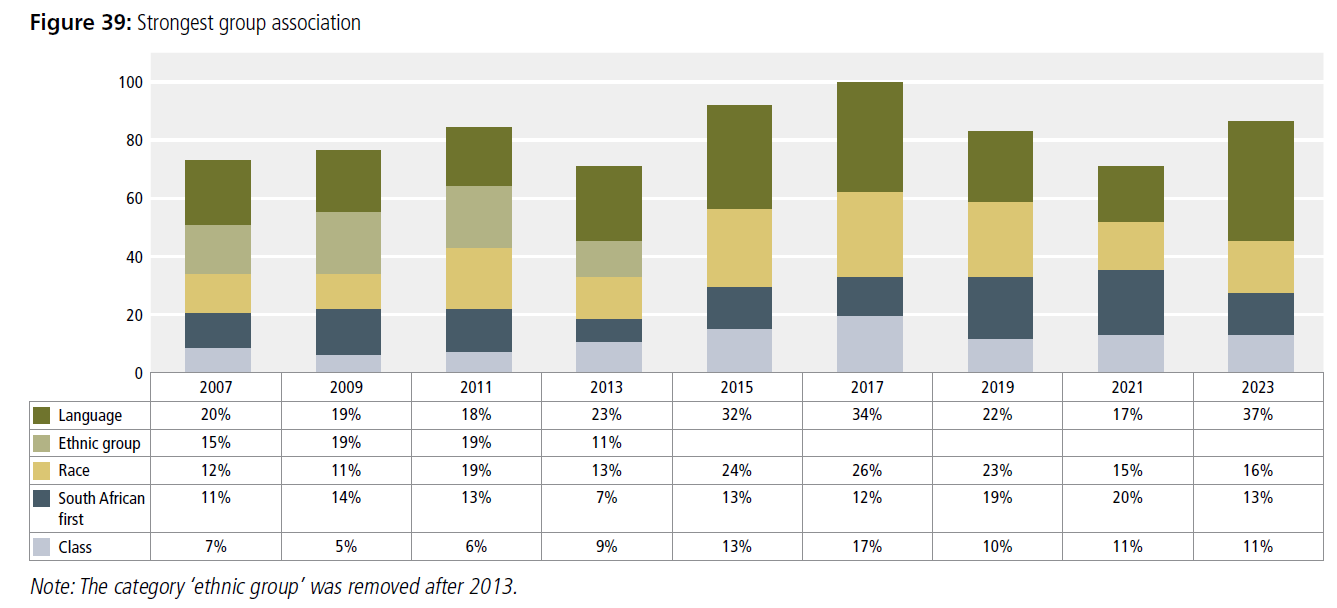 Figure 39: Strongest group association
100
80
60
40
20
0
2007 2009 2011 2013 2015 2017 2019 2021 2023
Language 20% 19% 18% 23% 32% 34% 22% 17% 37%
Ethnic group 15% 19% 19% 11%
Race 12% 11% 19% 13% 24% 26% 23% 15% 16%
South African 11% 14% 13% 7% 13% 12% 19% 20% 13%
first
Class 7% 5% 6% 9% 13% 17% 10% 11% 11%
Note: The category ‘ethnic group’ was removed after 2013.